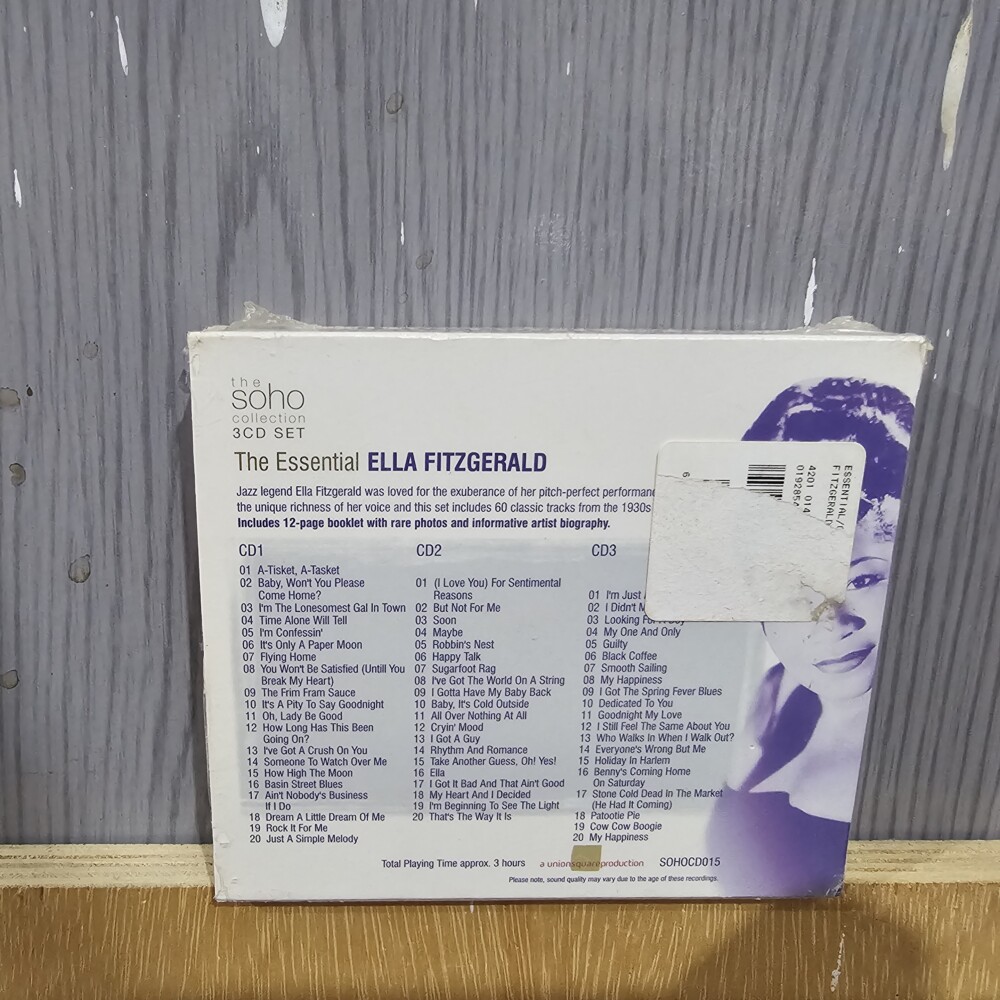 the
soho
collection
3CD SET
The Essential ELLA FITZGERALD
Jazz legend Ella Fitzgerald was loved for the exuberance of her pitch-perfect
the unique richness of her voice and this set includes 60 classic tracks from the 1930s
Includes 12-page booklet with rare photos and informative artist biography.
CD1
01 A-Tisket, A-Tasket
02 Baby, Won't You Please
Come Home?
03 I'm The Lonesomest Gal In Town
04 Time Alone Will Tell
05 I'm Confessin'
06 It's Only A Paper Moon
07 Flying Home
08 You Won't Be Satisfied (Untill You
Break My Heart)
09 The Frim Fram Sauce
10 It's A Pity To Say Goodnight
11 Oh, Lady Be Good
12 How Long Has This Been
Going On?
13 I've Got A Crush On You
14 Someone To Watch Over Me
15 How High The Moon
16 Basin Street Blues
17 Ain't Nobody's Business
If I Do
18 Dream A Little Dream Of Me
19 Rock It For Me
20 Just A Simple Melody
CD2
01 (I Love You) For Sentimental
Reasons
02 But Not For Me
03 Soon
04 Maybe
05 Robbin's Nest
06 Happy Talk
07 Sugarfoot Rag
08 I've Got The World On A String
09 I Gotta Have My Baby Back
10 Baby, It's Cold Outside
11 All Over Nothing At All
12 Cryin' Mood
13 I Got A Guy
14 Rhythm And Romance
15 Take Another Guess, Oh! Yes!
16 Ella
17 I Got It Bad And That Ain't Good
18 My Heart And I Decided
19 I'm Beginning To See The Light
20 That's The Way It Is
CD3
01 I'm Just
02 I Didn't
03 Looking For A Boy
04 My One And Only
05 Guilty
06 Black Coffee
07 Smooth Sailing
08 My Happiness
09 I Got The Spring Fever Blues
10 Dedicated To You
11 Goodnight My Love
12 I Still Feel The Same About You
13 Who Walks In When I Walk Out?
14 Everyone's Wrong But Me
15 Holiday In Harlem
16 Benny's Coming Home
On Saturday
17 Stone Cold Dead In The Market
(He Had It Coming)
18 Patootie Pie
19 Cow Cow Boogie
20 My Happiness
ESSENTIAL/
FITZGERALD
4201 014
019285
6
Total Playing Time approx. 3 hours a unionsquareproduction SOHOCD015
Please note, sound quality may vary due to the age of these recordings.